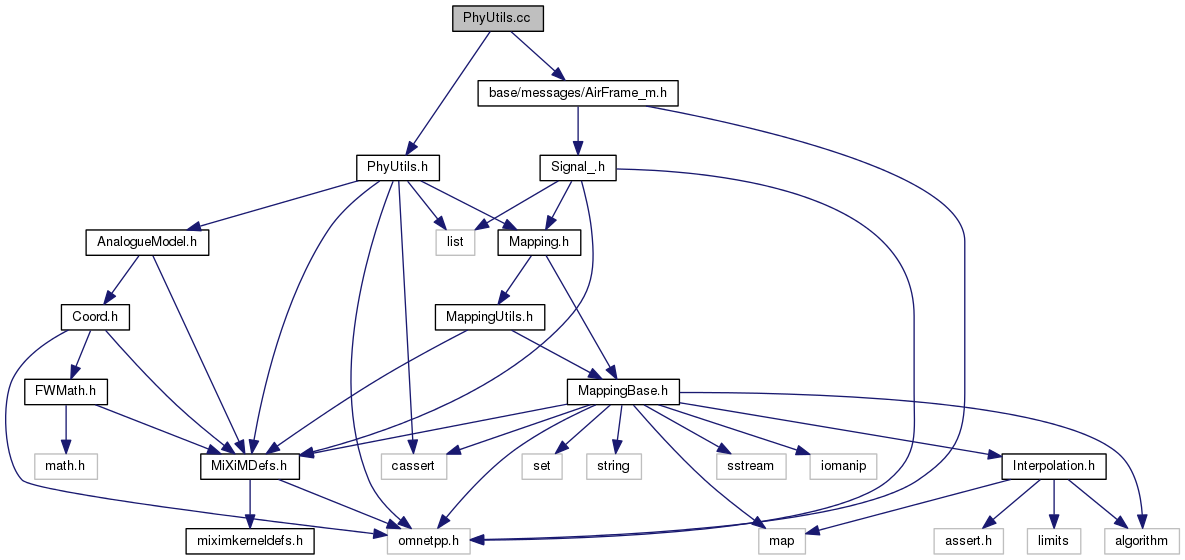 PhyUtils.cc
base/messages/AirFrame_m.h
PhyUtils.h
Signal_.h
AnalogueModel.h
list
Mapping.h
Coord.h
MappingUtils.h
FWMath.h
MappingBase.h
math.h
MiXiMDefs.h
cassert
set
string
sstream
iomanip
Interpolation.h
miximkerneldefs.h
omnetpp.h
map
assert.h
limits
algorithm